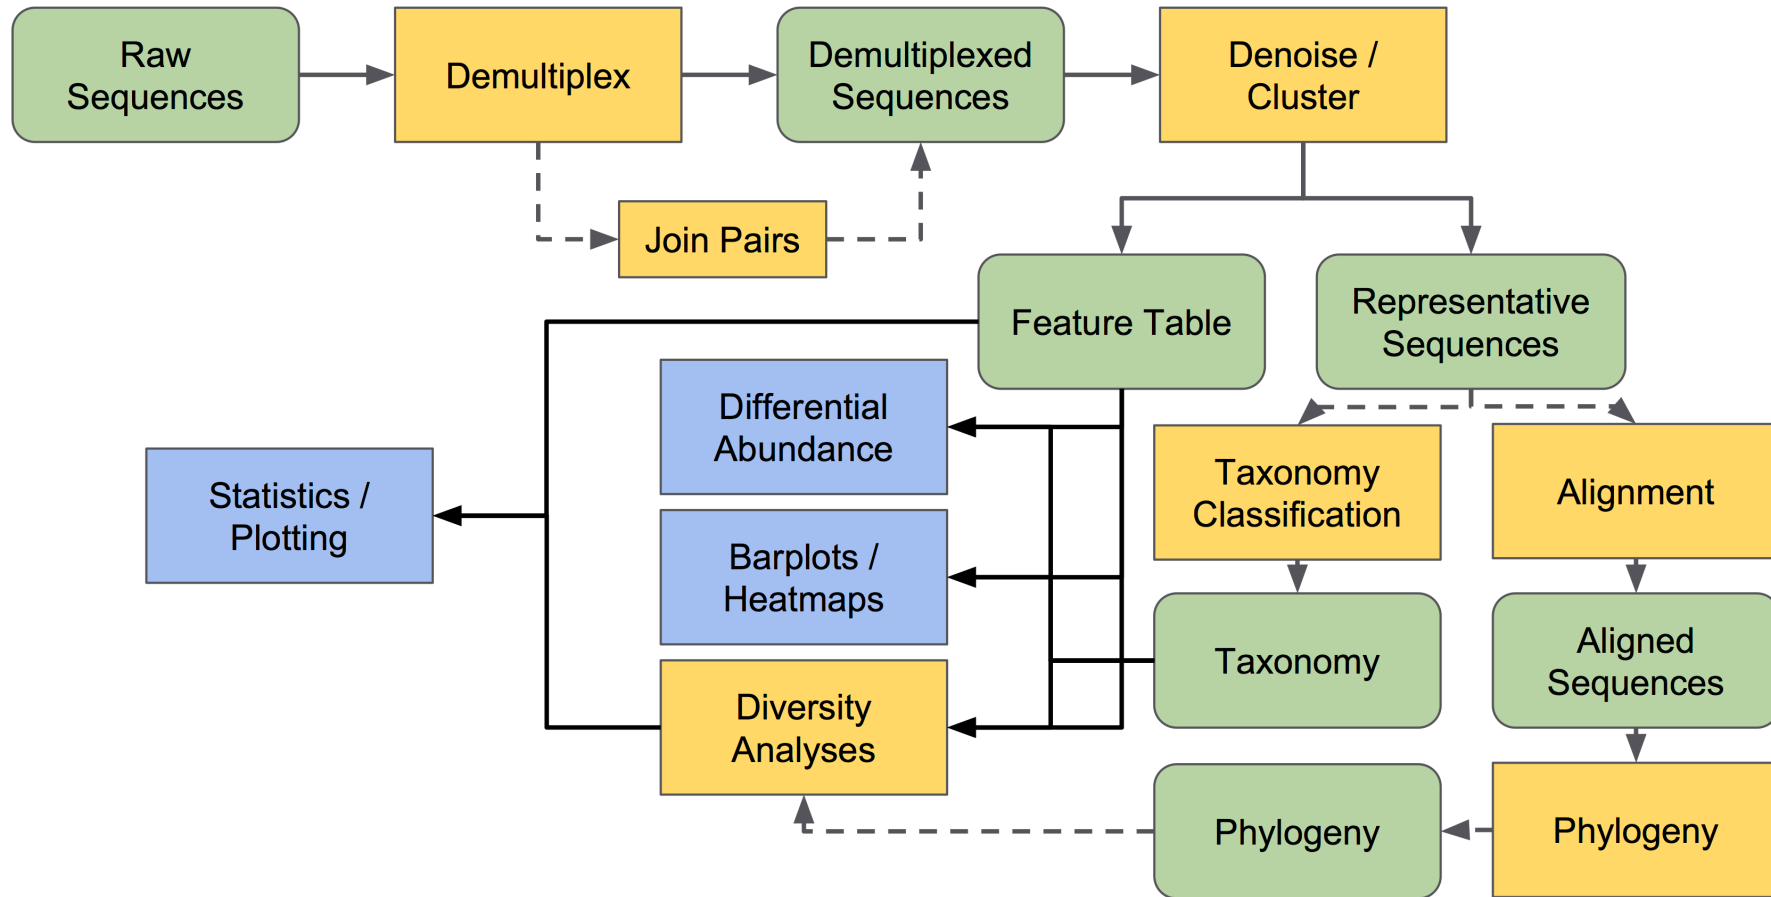 Raw
Sequences
Demultiplex
Demultiplexed
Sequences
Denoise /
Cluster
Join Pairs
Feature Table
Representative
Sequences
Differential
Abundance
Taxonomy
Classification
Alignment
Statistics /
Plotting
Barplots /
Heatmaps
Taxonomy
Aligned
Sequences
Diversity
Analyses
Phylogeny
Phylogeny